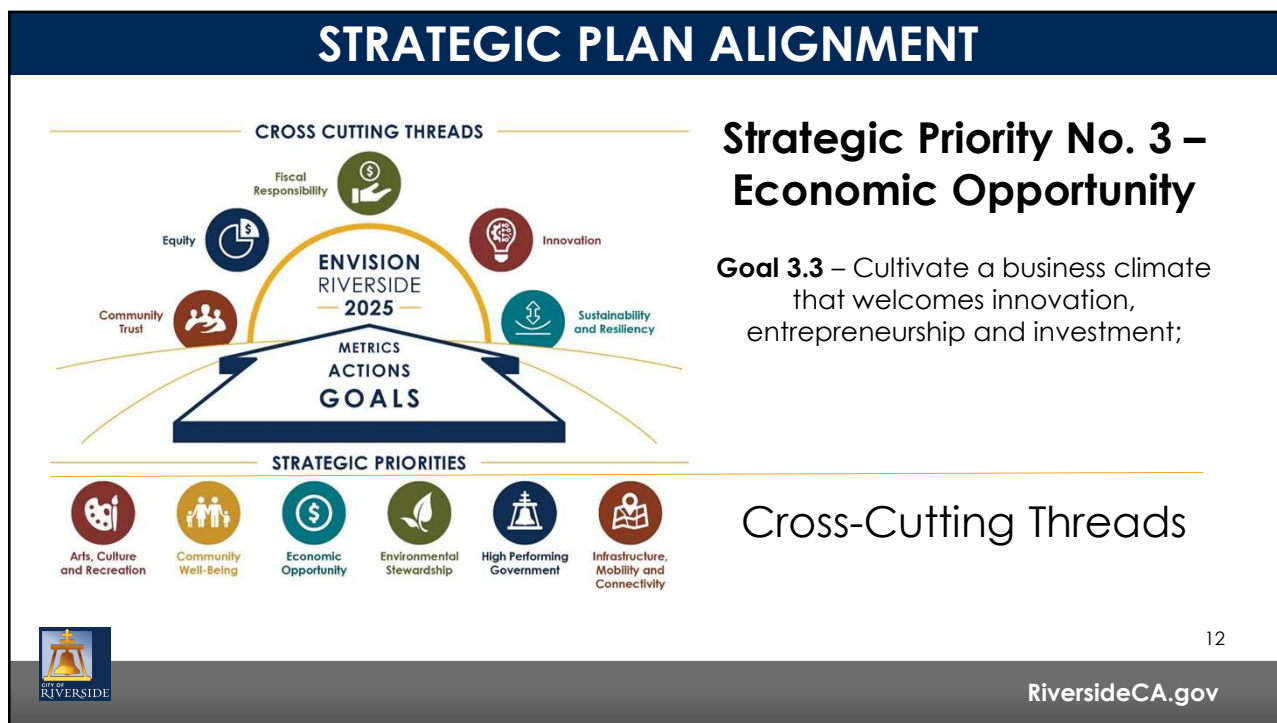 STRATEGIC PLAN ALIGNMENT
CROSS CUTTING THREADS
Fiscal
Responsibility
Equity
Innovation
Community
Trust
Sustainability
and Resiliency
ENVISION
RIVERSIDE
2025
METRICS
ACTIONS
GOALS
STRATEGIC PRIORITIES
Arts, Culture
and Recreation
Community
Well-Being
Economic
Opportunity
Environmental
Stewardship
High Performing
Government
Infrastructure,
Mobility and
Connectivity
Strategic Priority No. 3 –
Economic Opportunity
Goal 3.3 – Cultivate a business climate
that welcomes innovation,
entrepreneurship and investment;
Cross-Cutting Threads
12
CITY OF
RIVERSIDE
RiversideCA.gov